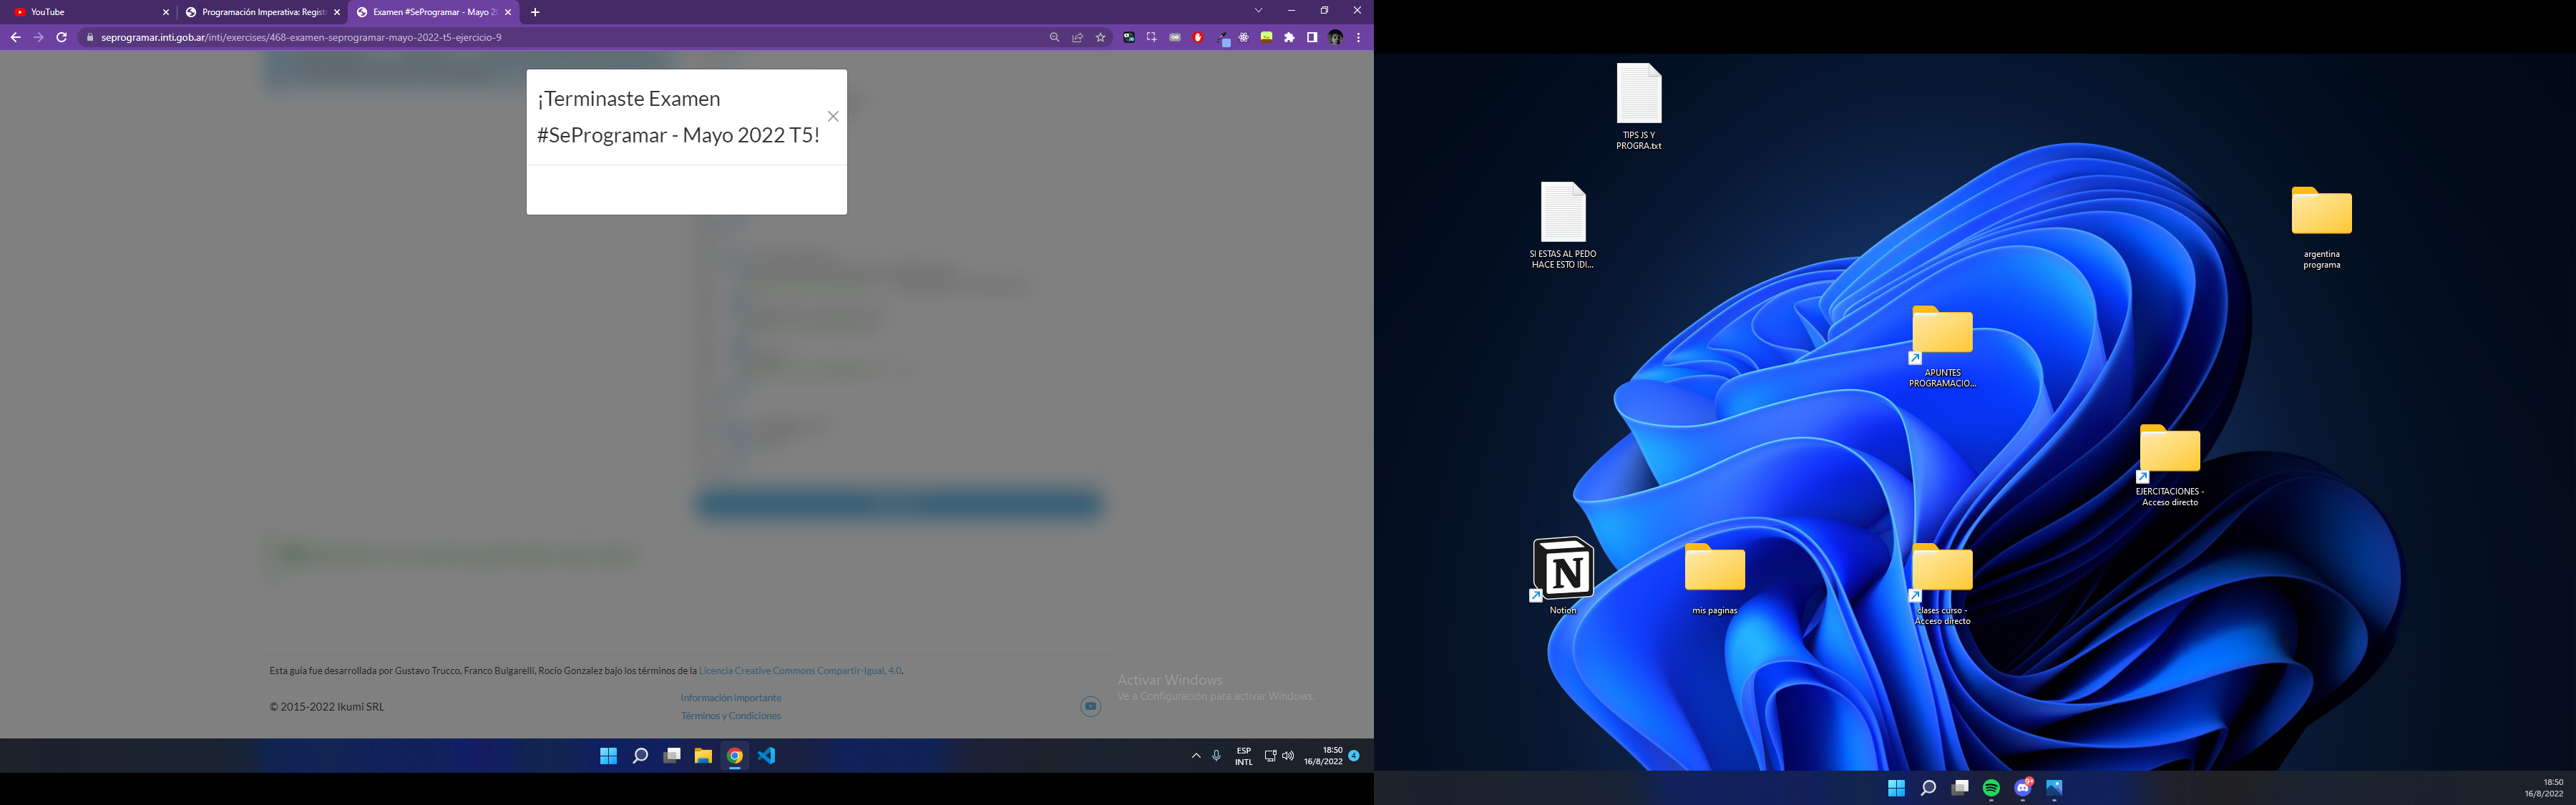 YouTube
Programación Imperativa: Registr
Examen #SeProgramar - Mayo 20
seprogramar.inti.gob.ar/inti/exercises/468-examen-seprogramar-mayo-2022-t5-ejercicio-9
¡Terminaste Examen
#SeProgramar - Mayo 2022 T5!
Esta guía fue desarrollada por Gustavo Trucco, Franco Bulgarelli, Rocío Gonzalez bajo los términos de la Licencia Creative Commons Compartir-Igual, 4.0.
© 2015-2022 Ikumi SRL
Información importante
Términos y Condiciones
Activar Windows
Ve a Configuración para activar Windows.
ESP
INTL
18:50
16/8/2022
4
TIPS JS Y
PROGRA.txt
SI ESTAS AL PEDO
HACE ESTO IDI...
argentina
programa
APUNTES
PROGRAMACIO...
EJERCITACIONES -
Acceso directo
N
Notion
mis paginas
clases curso -
Acceso directo
9+
18:50
16/8/2022